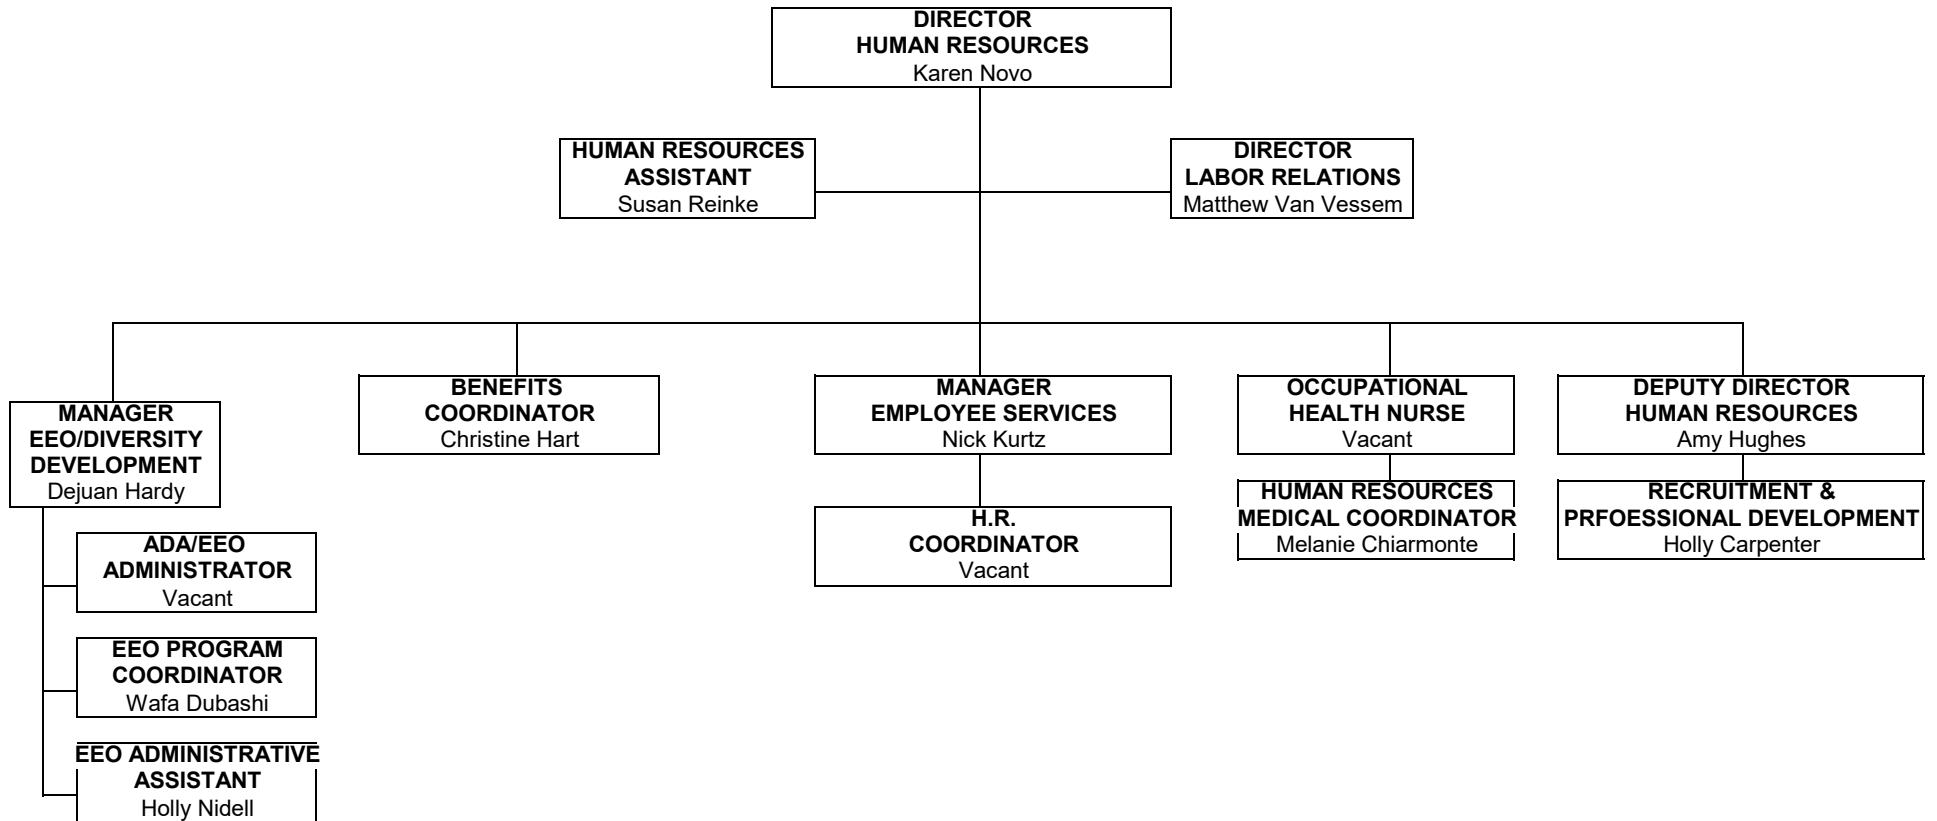 DIRECTOR
HUMAN RESOURCES
Karen Novo
HUMAN RESOURCES
ASSISTANT
Susan Reinke
DIRECTOR
LABOR RELATIONS
Matthew Van Vessem
MANAGER
EEO/DIVERSITY
DEVELOPMENT
Dejuan Hardy
BENEFITS
COORDINATOR
Christine Hart
MANAGER
EMPLOYEE SERVICES
Nick Kurtz
OCCUPATIONAL
HEALTH NURSE
Vacant
DEPUTY DIRECTOR
HUMAN RESOURCES
Amy Hughes
ADA/EEO
ADMINISTRATOR
Vacant
EEO PROGRAM
COORDINATOR
Wafa Dubashi
EEO ADMINISTRATIVE
ASSISTANT
Holly Nidell
H.R.
COORDINATOR
Vacant
HUMAN RESOURCES
MEDICAL COORDINATOR
Melanie Chiarmonte
RECRUITMENT &
PRFOESSIONAL DEVELOPMENT
Holly Carpenter